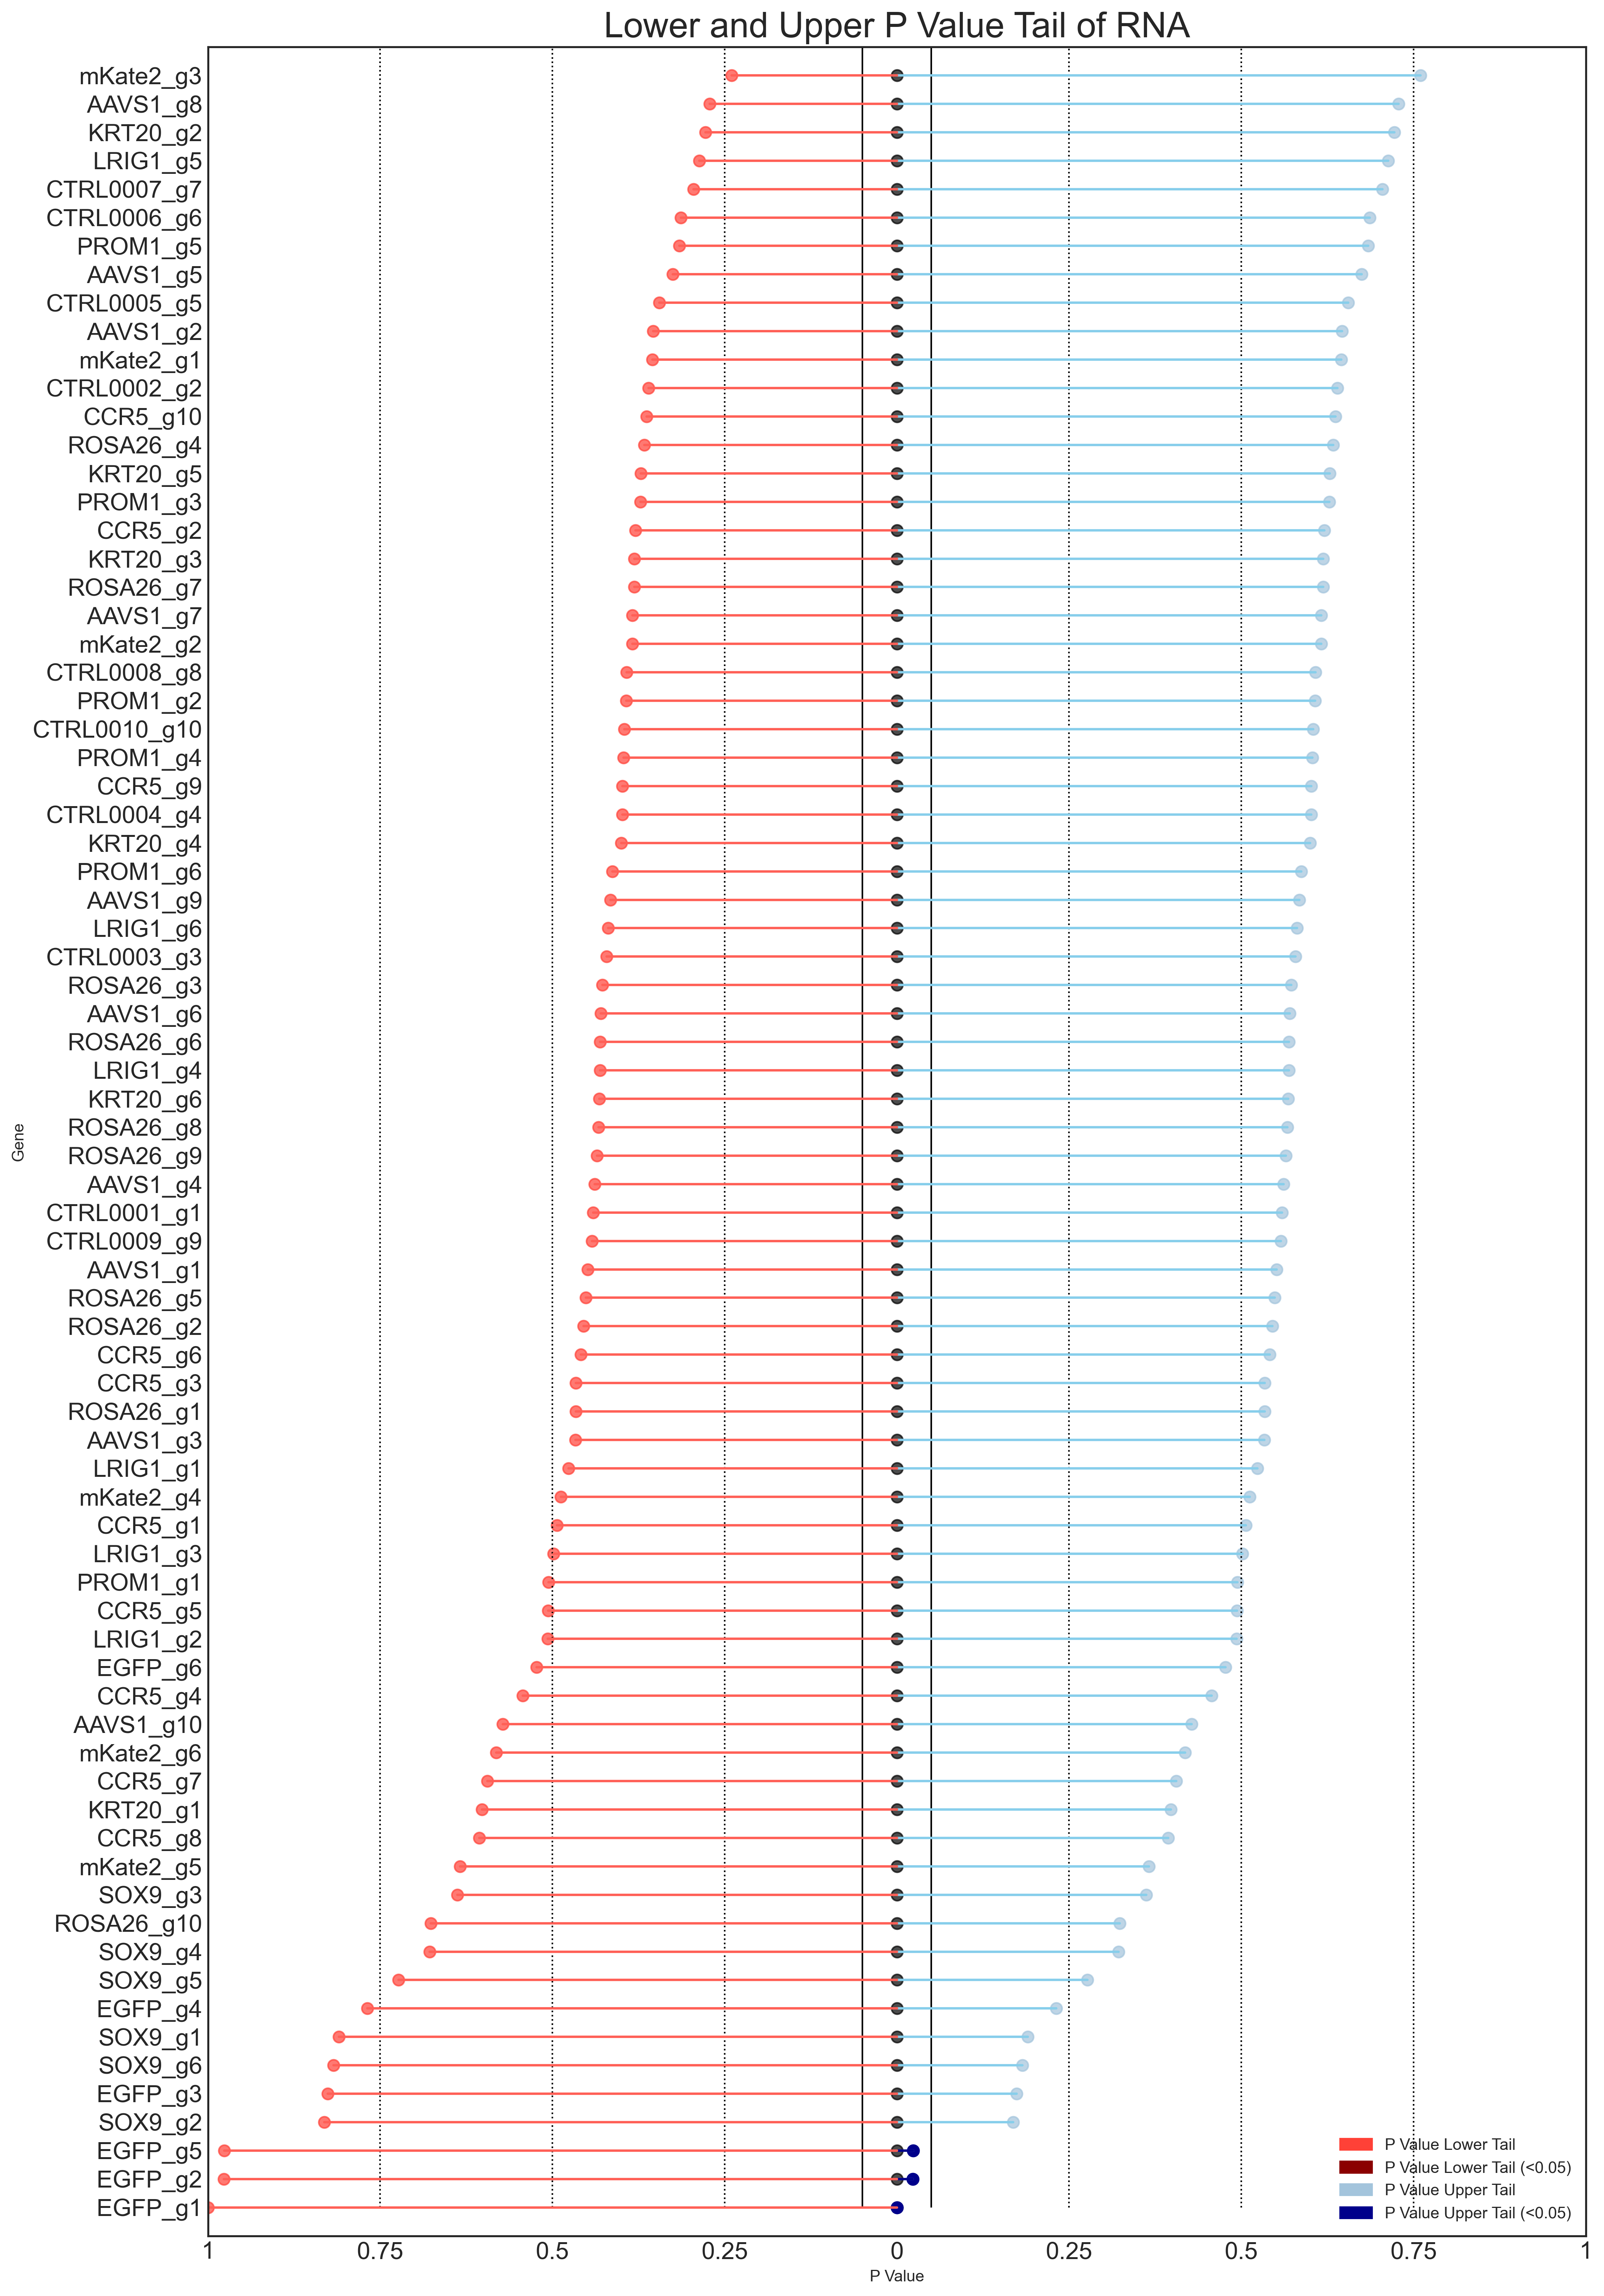 Lower and Upper P Value Tail of RNA
mKate2_g3
AAVS1_g8
KRT20_g2
LRIG1_g5
CTRL0007_g7
CTRL0006_g6
PROM1_g5
AAVS1_g5
CTRL0005_g5
AAVS1_g2
mKate2_g1
CTRL0002_g2
CCR5_g10
ROSA26_g4
KRT20_g5
PROM1_g3
CCR5_g2
KRT20_g3
ROSA26_g7
AAVS1_g7
mKate2_g2
CTRL0008_g8
PROM1_g2
CTRL0010_g10
PROM1_g4
CCR5_g9
CTRL0004_g4
KRT20_g4
PROM1_g6
AAVS1_g9
LRIG1_g6
CTRL0003_g3
ROSA26_g3
AAVS1_g6
ROSA26_g6
LRIG1_g4
KRT20_g6
ROSA26_g8
ROSA26_g9
AAVS1_g4
CTRL0001_g1
CTRL0009_g9
AAVS1_g1
ROSA26_g5
ROSA26_g2
CCR5_g6
CCR5_g3
ROSA26_g1
AAVS1_g3
LRIG1_g1
mKate2_g4
CCR5_g1
LRIG1_g3
PROM1_g1
CCR5_g5
LRIG1_g2
EGFP_g6
CCR5_g4
AAVS1_g10
mKate2_g6
CCR5_g7
KRT20_g1
CCR5_g8
mKate2_g5
SOX9_g3
ROSA26_g10
SOX9_g4
SOX9_g5
EGFP_g4
SOX9_g1
SOX9_g6
EGFP_g3
SOX9_g2
EGFP_g5
EGFP_g2
EGFP_g1
Gene
P Value Lower Tail
P Value Lower Tail (<0.05)
P Value Upper Tail
P Value Upper Tail (<0.05)
1 0.75 0.5 0.25 0 0.25 0.5 0.75 1
P Value